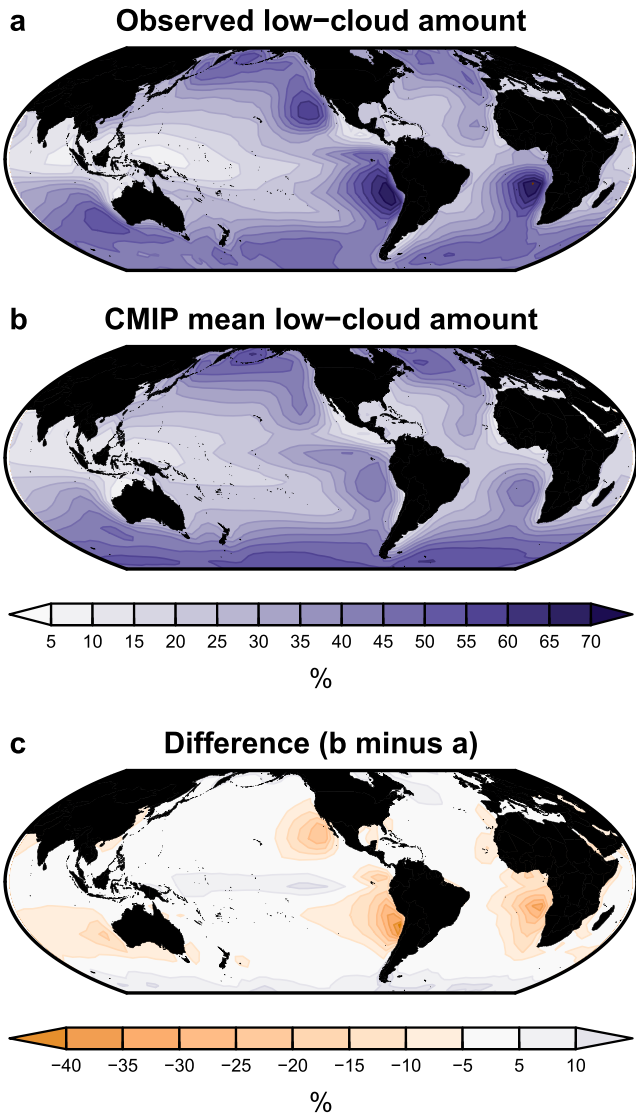 a Observed low−cloud amount
b CMIP mean low−cloud amount
5 10 15 20 25 30 35 40 45 50 55 60 65 70
%
c Difference (b minus a)
−40 −35 −30 −25 −20 −15 −10 −5 5 10
%